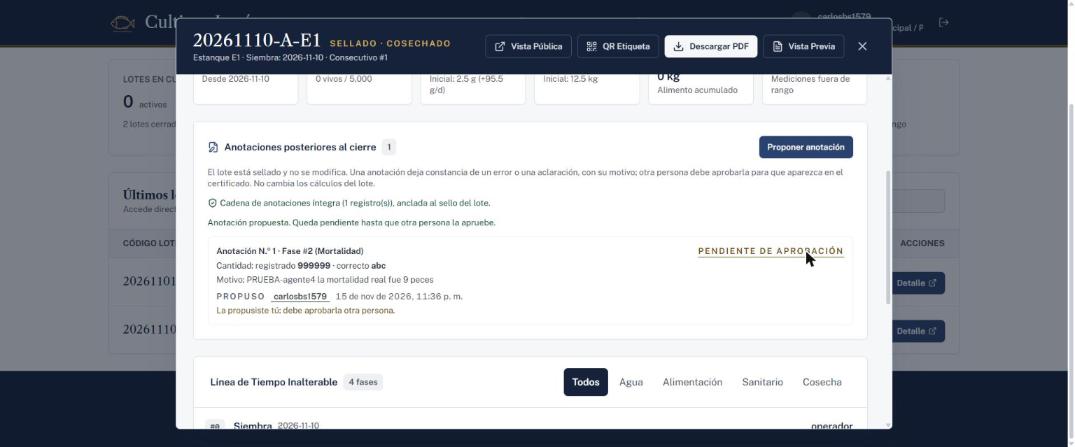 carlosbs1579
20261110-A-E1 SELLADO · COSECHADO
Estanque E1 · Siembra: 2026-11-10 · Consecutivo #1
Vista Pública
QR Etiqueta
Descargar PDF
Vista Previa
LOTES EN CU
0 activos
2 lotes cerrad
Desde 2026-11-10
0 vivos / 5,000
Inicial: 2.5 g (+95.5 g/d)
Inicial: 12.5 kg
0 kg
Alimento acumulado
Mediciones fuera de rango
Anotaciones posteriores al cierre 1
Proponer anotación
El lote está sellado y no se modifica. Una anotación deja constancia de un error o una aclaración, con su motivo; otra persona debe aprobarla para que aparezca en el
certificado. No cambia los cálculos del lote.
Cadena de anotaciones íntegra (1 registro(s)), anclada al sello del lote.
Anotación propuesta. Queda pendiente hasta que otra persona la apruebe.
Anotación N.º 1 · Fase #2 (Mortalidad)
PENDIENTE DE APROBACIÓN
Cantidad: registrado 999999 · correcto abc
Motivo: PRUEBA-agente4 la mortalidad real fue 9 peces
PROPUSO carlosbs1579 15 de nov de 2026, 11:36 p. m.
La propusiste tú: debe aprobarla otra persona.
Últimos l
Accede direct
CÓDIGO LOT
ACCIONES
2026110
Detalle
20261110
Detalle
Línea de Tiempo Inalterable 4 fases
Todos
Agua
Alimentación
Sanitario
Cosecha
#0 Siembra 2026-11-10
operador